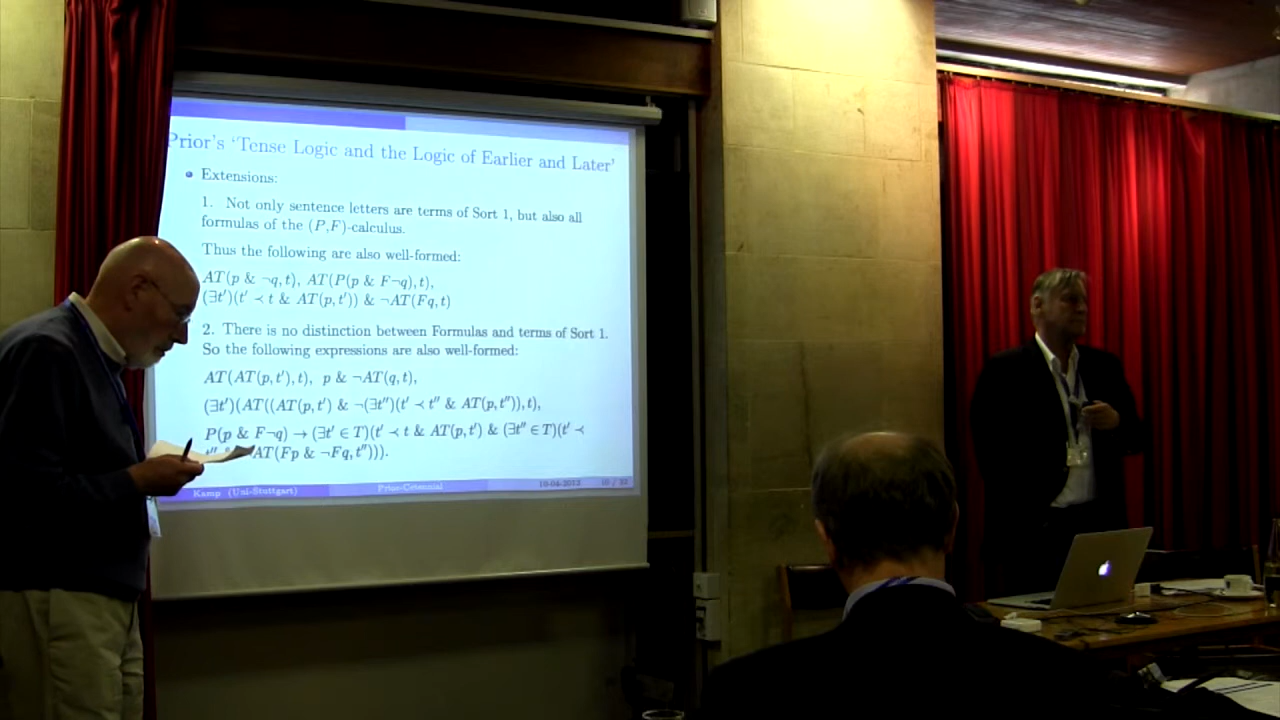 Prior's 'Tense Logic and the Logic of Earlier and Later'
Extensions:
1. Not only sentence letters are terms of Sort 1, but also all
formulas of the (P,F)-calculus.
Thus the following are also well-formed:
AT(p & ¬q, t), AT(P(p & F¬q), t),
(∃t′)(t′ ≺ t & AT(p, t′)) & ¬AT(Fq, t)
2. There is no distinction between Formulas and terms of Sort 1.
So the following expressions are also well-formed:
AT(AT(p, t′), t), p & ¬AT(q, t),
(∃t′)(AT((AT(p, t′) & ¬(∃t″)(t′ ≺ t″ & AT(p, t″)), t),
P(p & F¬q) → (∃t′ ∈ T)(t′ ≺ t & AT(p, t′) & (∃t″ ∈ T)(t′ ≺
AT(Fp & ¬Fq, t″))).
Kamp (Uni-Stuttgart) Prior-Cetennial 10 / 32